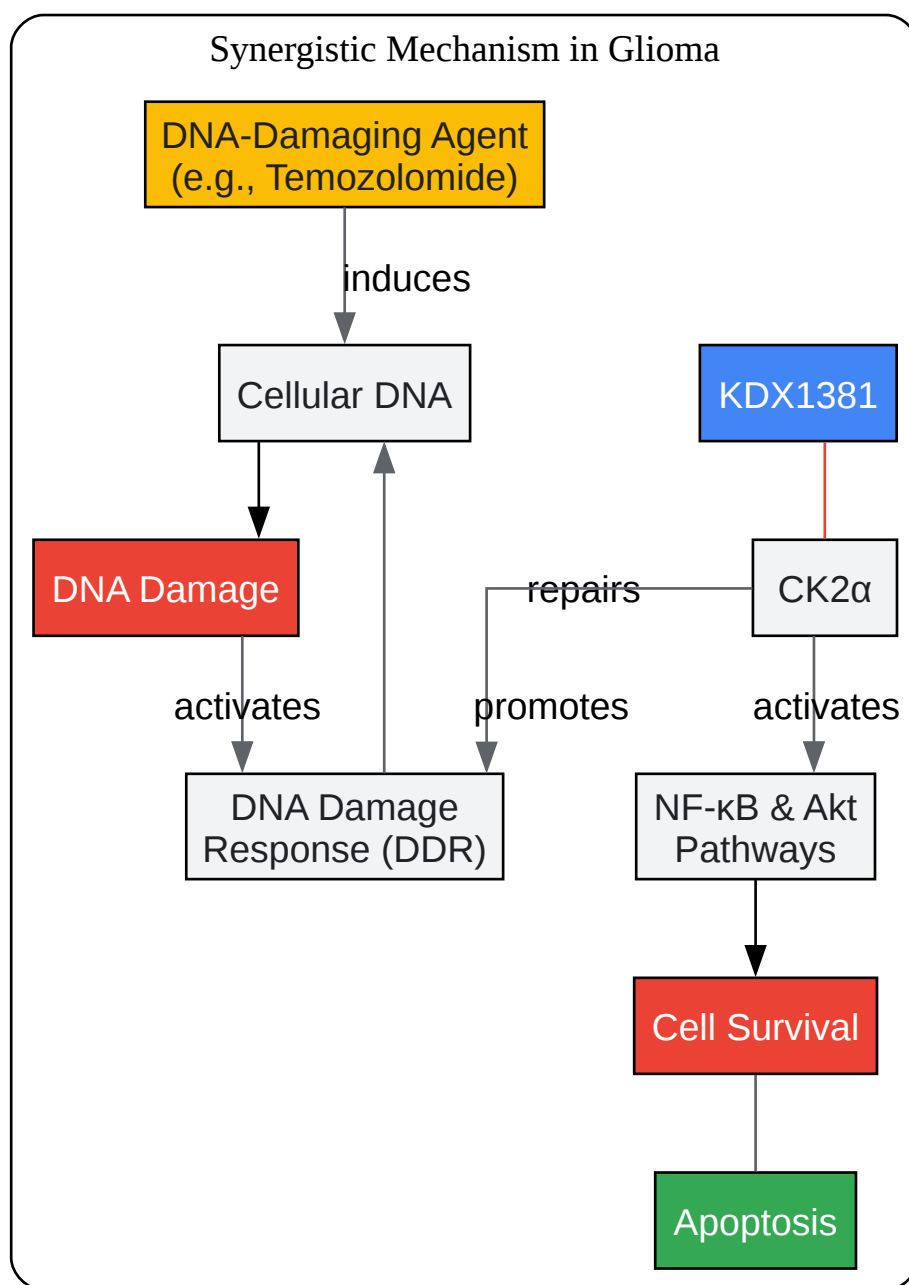 Synergistic Mechanism in Glioma
DNA-Damaging Agent
(e.g., Temozolomide)
induces
Cellular DNA
KDX1381
DNA Damage
repairs
CK2α
activates
promotes
activates
DNA Damage
Response (DDR)
NF-κB & Akt
Pathways
Cell Survival
Apoptosis